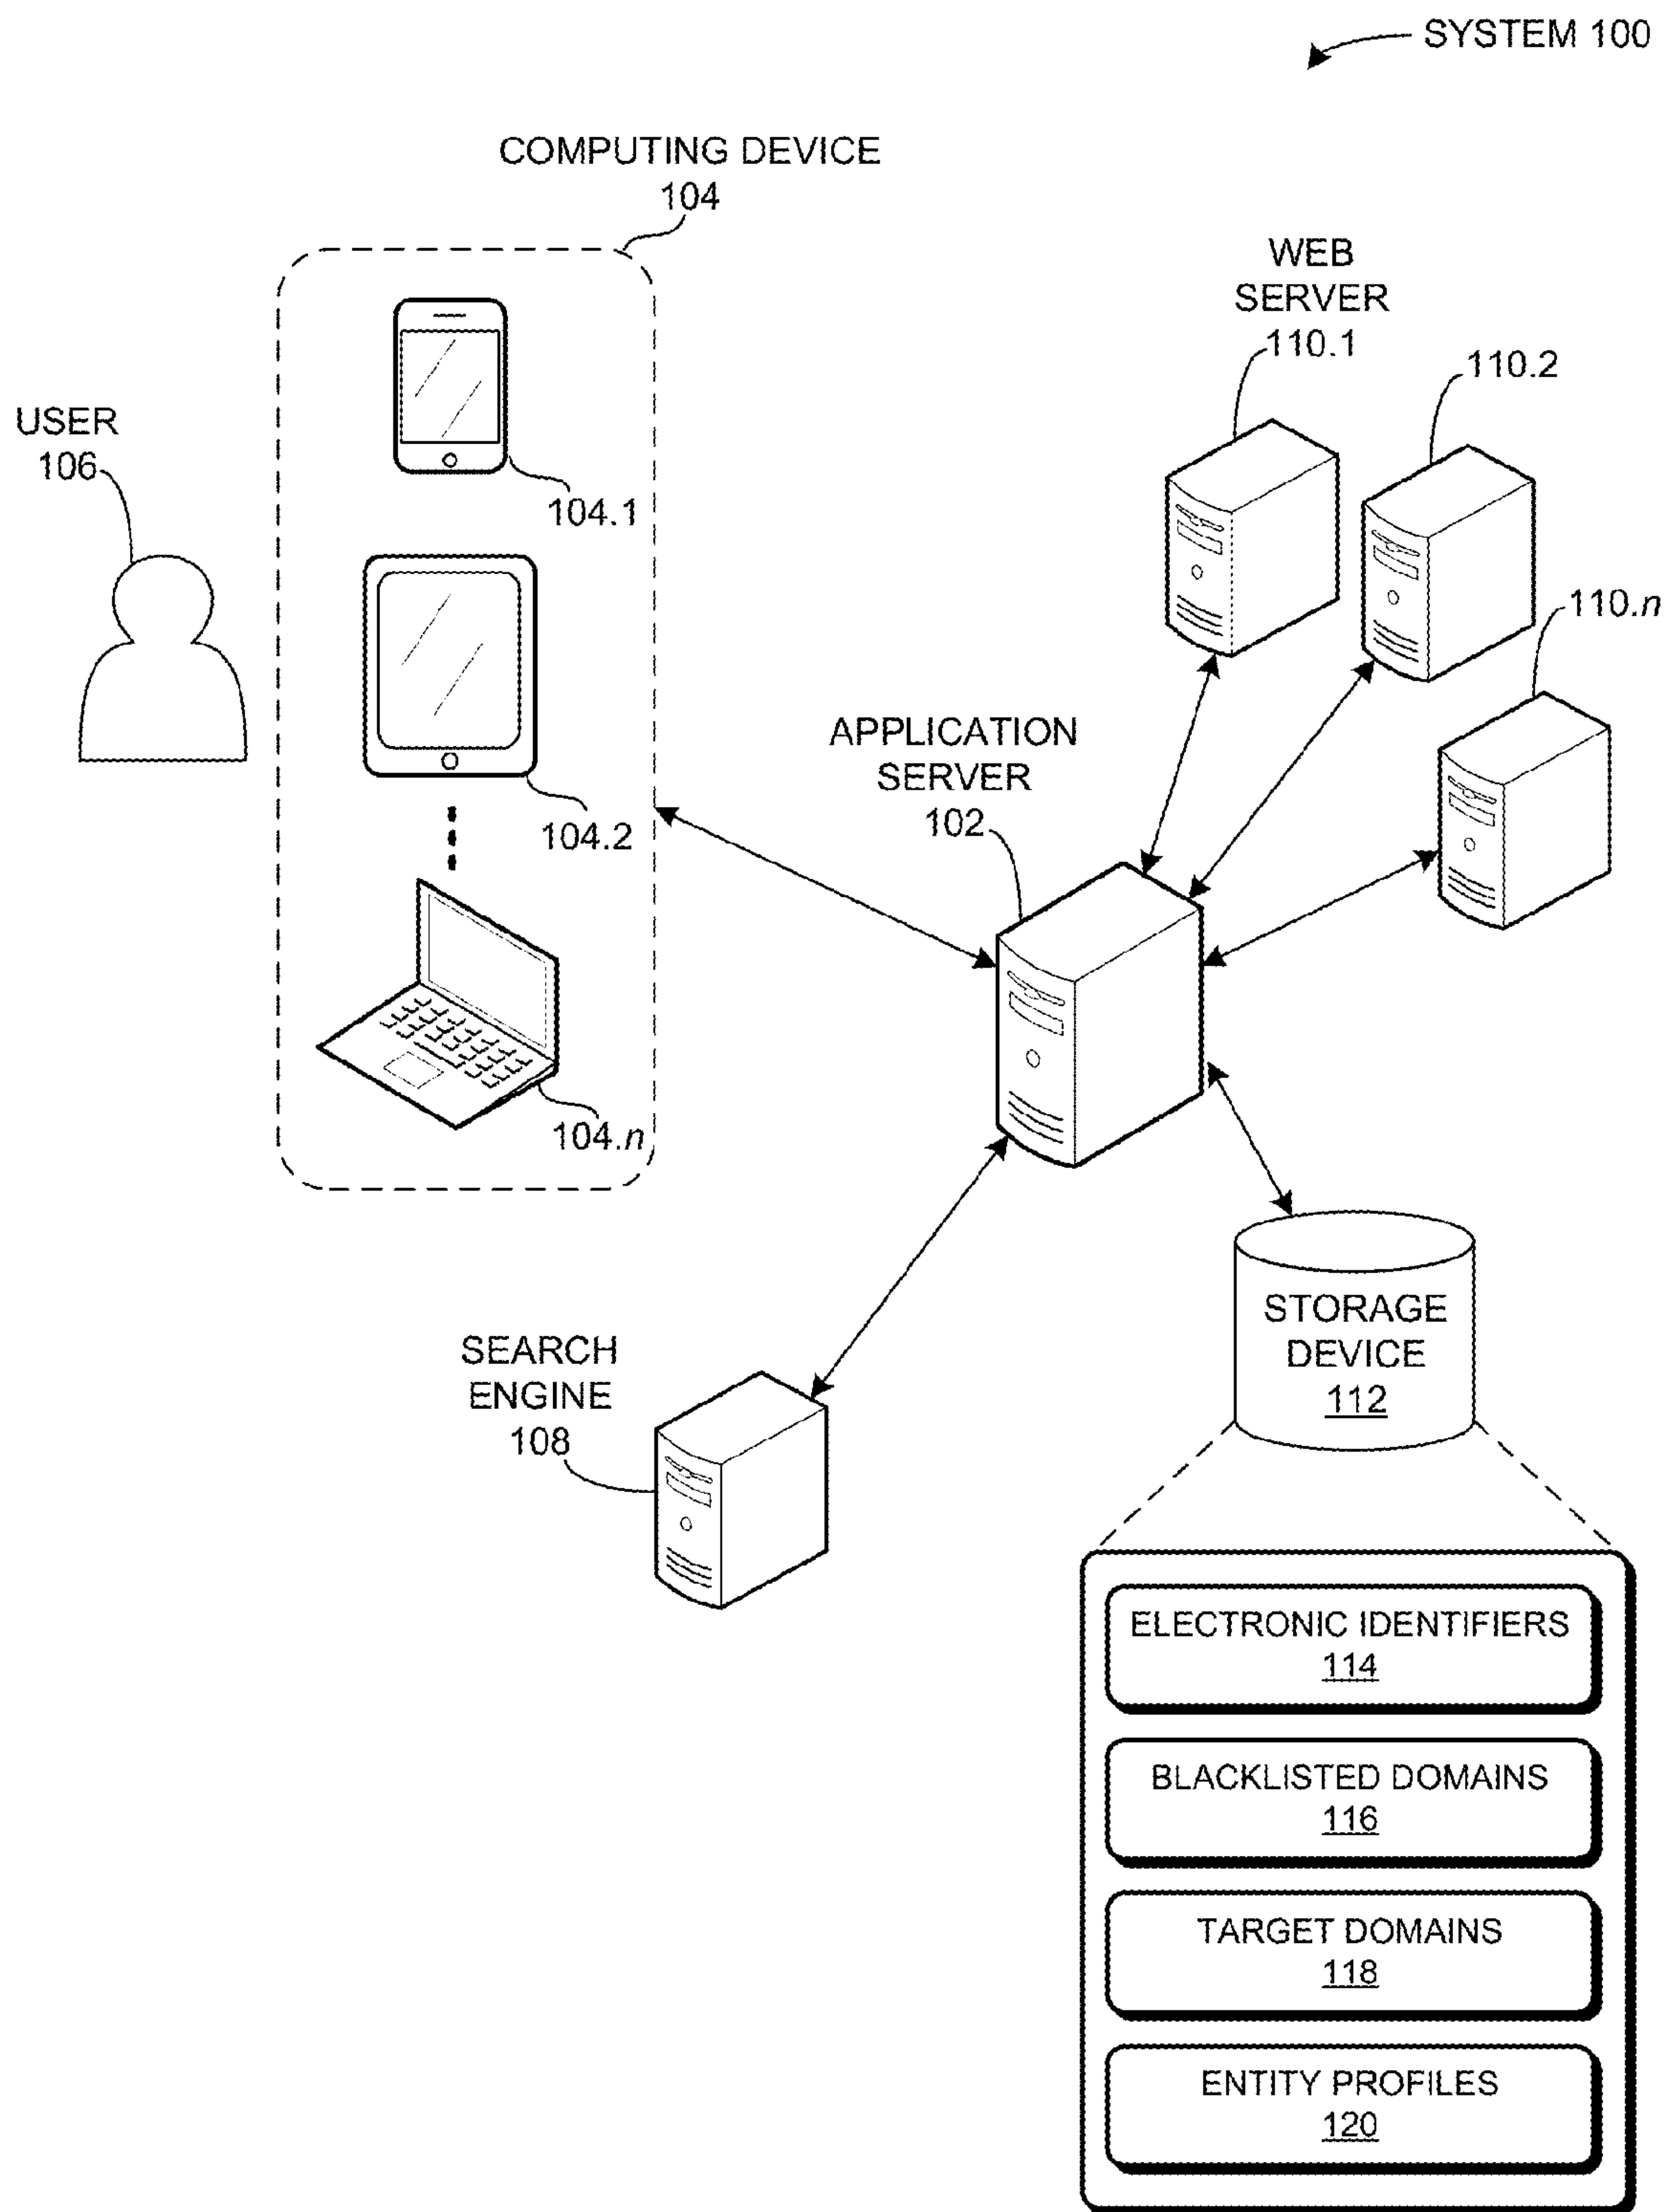 SYSTEM 100
COMPUTING DEVICE
104
WEB
SERVER
110.1
110.2
USER
106
104.1
110.n
APPLICATION
SERVER
102
104.2
104.n
STORAGE
DEVICE
112
SEARCH
ENGINE
108
ELECTRONIC IDENTIFIERS
114
BLACKLISTED DOMAINS
116
TARGET DOMAINS
118
ENTITY PROFILES
120